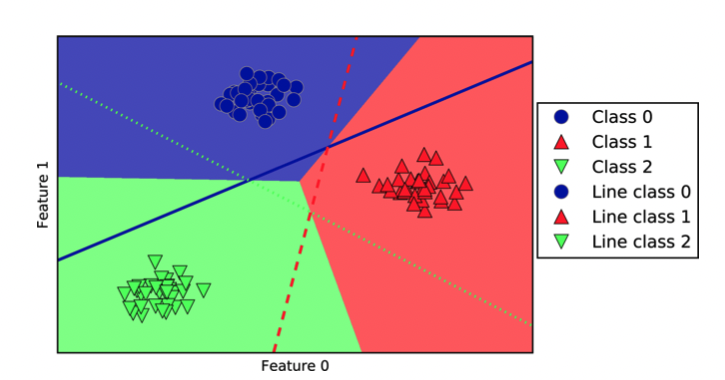 Feature 1
Feature 0
Class 0
Class 1
Class 2
Line class 0
Line class 1
Line class 2